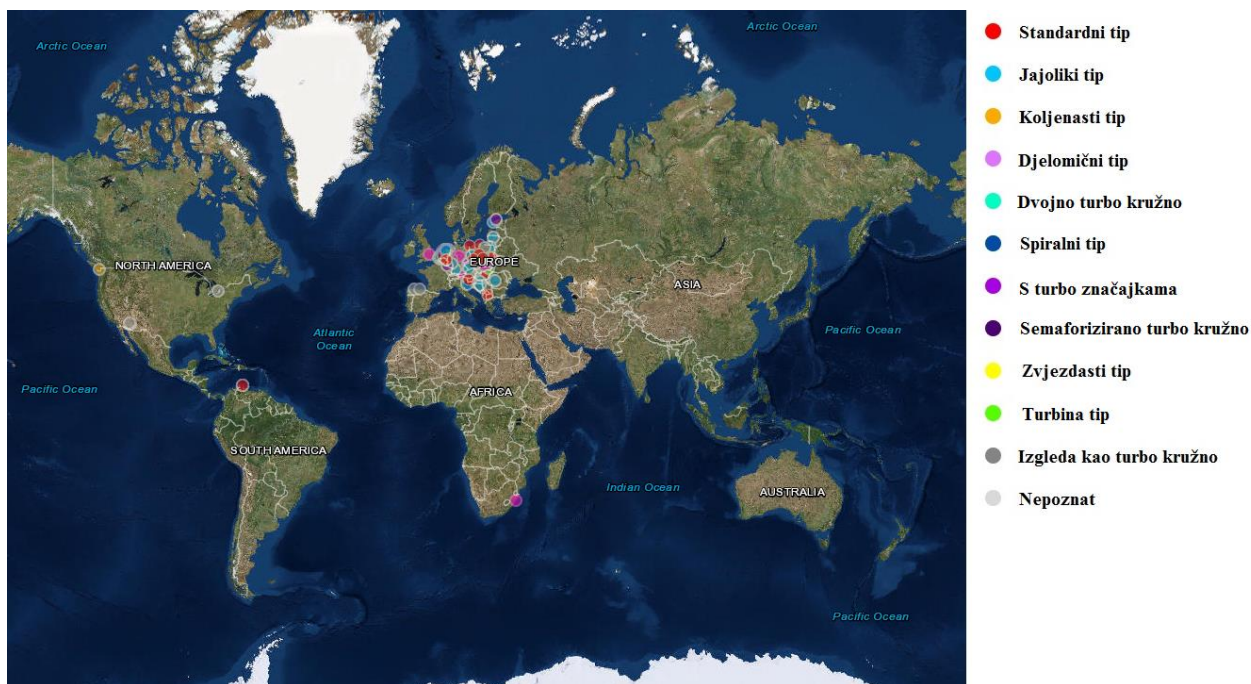 Arctic Ocean
Arctic Ocean
NORTH AMERICA
EUROPE
ASIA
Atlantic
Ocean
Pacific Ocean
Pacific Ocean
AFRICA
SOUTH AMERICA
Indian Ocean
AUSTRALIA
Pacific Ocean
Standardni tip
Jajoliki tip
Koljenasti tip
Djelomični tip
Dvojno turbo kružno
Spiralni tip
S turbo značajkama
Semaforizirano turbo kružno
Zvjezdasti tip
Turbina tip
Izgleda kao turbo kružno
Nepoznat